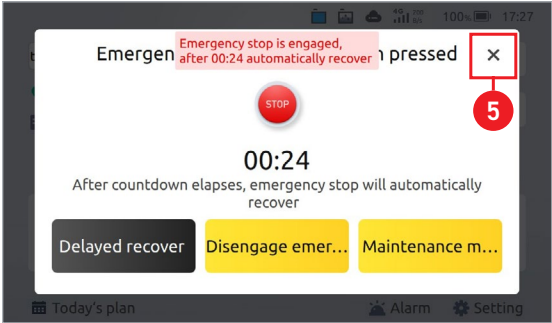 4G
100% 17:27
Emergen
Emergency stop is engaged,
after 00:24 automatically recover
n pressed ×
STOP
5
00:24
After countdown elapses, emergency stop will automatically
recover
Delayed recover Disengage emer... Maintenance m...
Today's plan Alarm Setting